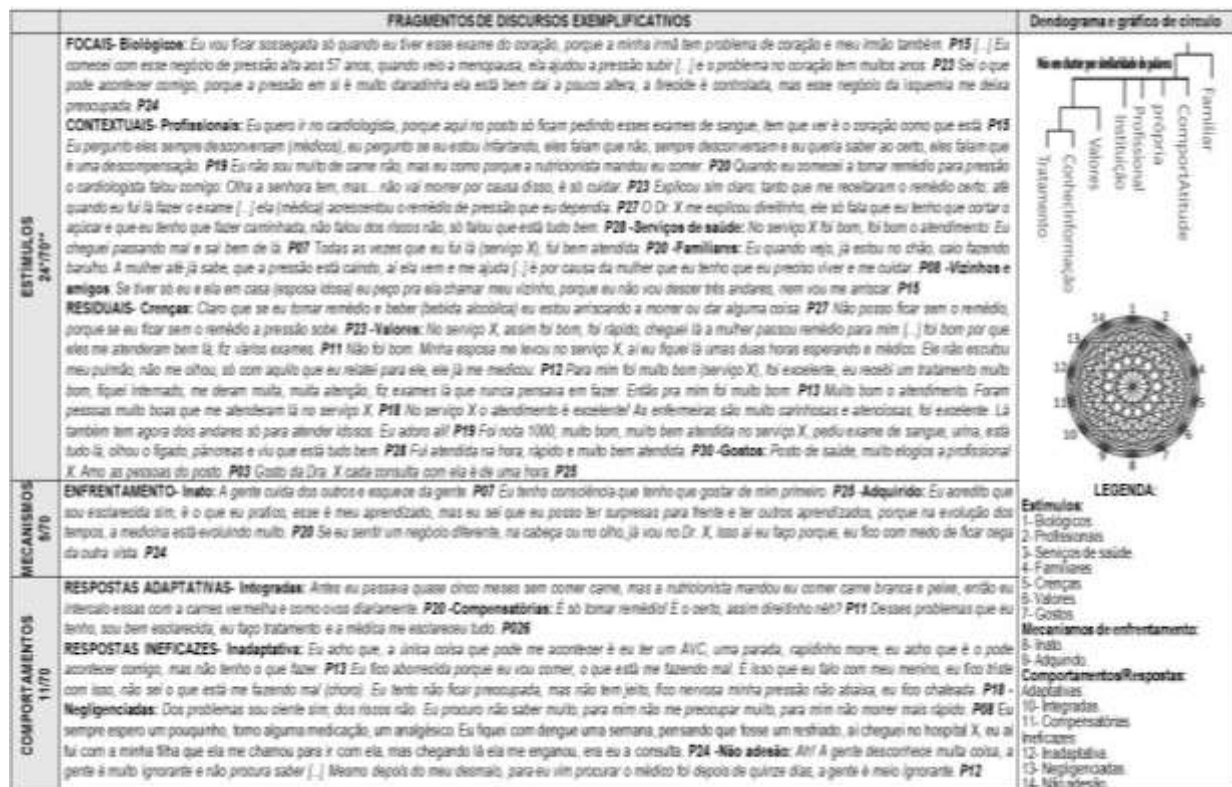 FRAGMENTOS DE DISCURSOS EXEMPLIFICATIVOS
Dendograma e gráfico de círculo
ESTÍMULOS
24*/70**
FOCAIS- Biológicos: Eu vou ficar sossegada só quando eu tiver esse exame do coração, porque a minha irmã tem problema de coração e meu irmão também. P15 [...] Eu
comecei com esse negócio de pressão alta aos 57 anos, quando veio a menopausa, ela ajudou a pressão subir [...] e o problema no coração tem muitos anos. P23 Sei o que
pode acontecer comigo, porque a pressão em si é muito danadinha ela está bem daí a pouco altera, a tireoide é controlada, mas esse negócio da isquemia me deixa
preocupada. P24
CONTEXTUAIS- Profissionais: Eu quero ir no cardiologista, porque aqui no posto só ficam pedindo esses exames de sangue, tem que ver é o coração como que está. P15
Eu pergunto eles sempre desconversam (médicos), eu pergunto se eu estou infartando, eles falam que não, sempre desconversam e eu queria saber ao certo, eles falam que
é uma descompensação. P19 Eu não sou muito de carne não, mas eu como porque a nutricionista mandou eu comer. P20 Quando eu comecei a tomar remédio para pressão
o cardiologista falou comigo: Olha a senhora tem, mas... não vai morrer por causa disso, é só cuidar. P23 Explicou sim claro, tanto que me receitaram o remédio certo, até
quando eu fui lá fazer o exame [...] ela (médica) acrescentou o remédio de pressão que eu dependia. P27 O Dr. X me explicou direitinho, ele só fala que eu tenho que cortar o
açúcar e que eu tenho que fazer caminhada, não falou dos riscos não, só falou que está tudo bem. P28 -Serviços de saúde: No serviço X foi bom, foi bom o atendimento. Eu
cheguei passando mal e saí bem de lá. P07 Todas as vezes que eu fui lá (serviço X), fui bem atendida. P20 -Familiares: Eu quando vejo, já estou no chão, caio fazendo
barulho. A mulher até já sabe, que a pressão está caindo, aí ela vem e me ajuda [...] é por causa da mulher que eu tenho que eu preciso viver e me cuidar. P08 -Vizinhos e
amigos: Se tiver só eu e ela em casa (esposa idosa) eu peço pra ela chamar meu vizinho, porque eu não vou descer três andares, nem vou me arriscar. P15
RESIDUAIS- Crenças: Claro que se eu tomar remédio e beber (bebida alcoólica) eu estou arriscando a morrer ou dar alguma coisa. P27 Não posso ficar sem o remédio,
porque se eu ficar sem o remédio a pressão sobe. P23 -Valores: No serviço X, assim foi bom, foi rápido, cheguei lá a mulher passou remédio para mim [...] foi bom por que
eles me atenderam bem lá, fiz vários exames. P11 Não foi bom. Minha esposa me levou no serviço X, aí eu fiquei lá umas duas horas esperando o médico. Ele não escutou
meu pulmão, não me olhou, só com aquilo que eu relatei para ele, ele já me medicou. P12 Para mim foi muito bom (serviço X), foi excelente, eu recebi um tratamento muito
bom, fiquei internado, me deram muita, muita atenção, fiz exames lá que nunca pensava em fazer. Então pra mim foi muito bom. P13 Muito bom o atendimento. Foram
pessoas muito boas que me atenderam lá no serviço X. P18 No serviço X o atendimento é excelente! As enfermeiras são muito carinhosas e atenciosas, foi excelente. Lá
também tem agora dois andares só para atender idosos. Eu adoro ali! P19 Foi nota 1000, muito bom, muito bem atendida no serviço X, pediu exame de sangue, urina, está
tudo lá, olhou o fígado, pâncreas e viu que está tudo bem. P28 Fui atendida na hora, rápido e muito bem atendida. P30 -Gostos: Posto de saúde, muito elogios a profissional
X. Amo as pessoas do posto. P03 Gosto da Dra. X cada consulta com ela é de uma hora. P25
MECANISMOS
5/70
ENFRENTAMENTO- Inato: A gente cuida dos outros e esquece da gente. P07 Eu tenho consciência que tenho que gostar de mim primeiro. P25 -Adquirido: Eu acredito que
sou esclarecida sim, é o que eu pratico, esse é meu aprendizado, mas eu sei que eu posso ter surpresas para frente e ter outros aprendizados, porque na evolução dos
tempos, a medicina está evoluindo muito. P20 Se eu sentir um negócio diferente, na cabeça ou no olho, já vou no Dr. X, isso aí eu faço porque, eu fico com medo de ficar cega
da outra vista. P24
COMPORTAMENTOS
11/70
RESPOSTAS ADAPTATIVAS- Integradas: Antes eu passava quase cinco meses sem comer carne, mas a nutricionista mandou eu comer carne branca e peixe, então eu
intercalo essas com a carnes vermelha e como ovos diariamente. P20 -Compensatórias: É só tomar remédio! É o certo, assim direitinho néh? P11 Desses problemas que eu
tenho, sou bem esclarecida, eu faço tratamento e a médica me esclareceu tudo. P026
RESPOSTAS INEFICAZES- Inadaptativa: Eu acho que, a única coisa que pode me acontecer é eu ter um AVC, uma parada, rapidinho morre, eu acho que é o pode
acontecer comigo, mas não tenho o que fazer. P13 Eu fico aborrecida porque eu vou comer, o que está me fazendo mal. É isso que eu falo com meu menino, eu fico triste
com isso, não sei o que está me fazendo mal (choro). Eu tento não ficar preocupada, mas não tem jeito, fico nervosa minha pressão não abaixa, eu fico chateada. P18 -
Negligenciadas: Dos problemas sou ciente sim, dos riscos não. Eu procuro não saber muito, para mim não me preocupar muito, para mim não morrer mais rápido. P08 Eu
sempre espero um pouquinho, tomo alguma medicação, um analgésico. Eu fiquei com dengue uma semana, pensando que fosse um resfriado, aí cheguei no hospital X, eu aí
fui com a minha filha que ela me chamou para ir com ela, mas chegando lá ela me enganou, era eu a consulta. P24 -Não adesão: Ah! A gente desconhece muita coisa, a
gente é muito ignorante e não procura saber [...] Mesmo depois do meu desmaio, para eu vim procurar o médico foi depois de quinze dias, a gente é meio ignorante. P12
Nós em cluster por similaridade de palavra
Familiar
ComportAtitude
própria
Profissional
Instituição
Valores
ConhecInformação
Tratamento
1
2
3
4
5
6
7
8
9
10
11
12
13
14
LEGENDA:
Estímulos:
1- Biológicos
2- Profissionais
3- Serviços de saúde
4- Familiares
5- Crenças
6- Valores
7- Gostos
Mecanismos de enfrentamento:
8- Inato
9- Adquirido
Comportamentos/Respostas:
Adaptativas
10- Integradas
11- Compensatórias
Ineficazes
12- Inadaptativa
13- Negligenciadas
14- Não adesão